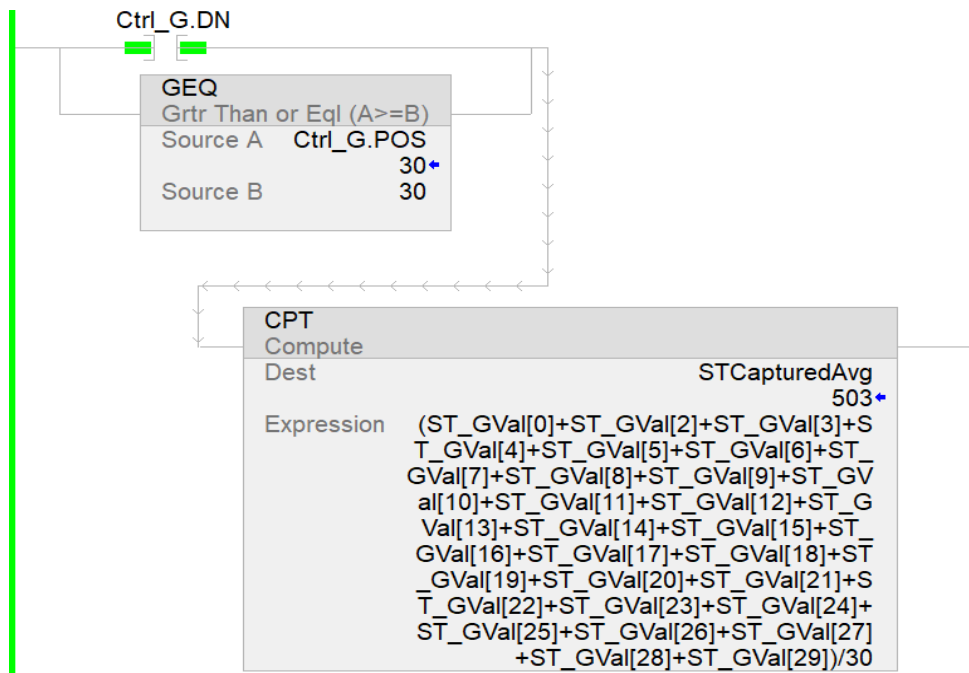 Ctrl_G.DN
GEQ
Grtr Than or Eql (A>=B)
Source A Ctrl_G.POS
30
Source B 30
CPT
Compute
Dest STCapturedAvg
503
Expression (ST_GVal[0]+ST_GVal[2]+ST_GVal[3]+S
T_GVal[4]+ST_GVal[5]+ST_GVal[6]+ST_
GVal[7]+ST_GVal[8]+ST_GVal[9]+ST_GV
al[10]+ST_GVal[11]+ST_GVal[12]+ST_G
Val[13]+ST_GVal[14]+ST_GVal[15]+ST_
GVal[16]+ST_GVal[17]+ST_GVal[18]+ST
_GVal[19]+ST_GVal[20]+ST_GVal[21]+S
T_GVal[22]+ST_GVal[23]+ST_GVal[24]+
ST_GVal[25]+ST_GVal[26]+ST_GVal[27]
+ST_GVal[28]+ST_GVal[29])/30